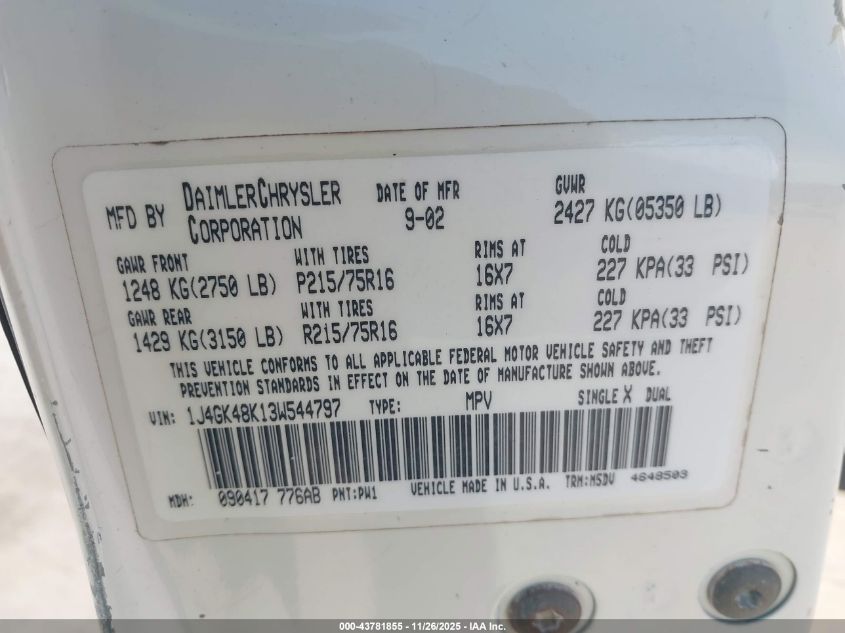 MFD BY DAIMLERCHRYSLER CORPORATION
DATE OF MFR 9-02
GVWR 2427 KG(05350 LB)
GAWR FRONT WITH TIRES RIMS AT COLD
1248 KG(2750 LB) P215/75R16 16X7 227 KPA(33 PSI)
GAWR REAR WITH TIRES RIMS AT COLD
1429 KG(3150 LB) R215/75R16 16X7 227 KPA(33 PSI)
THIS VEHICLE CONFORMS TO ALL APPLICABLE FEDERAL MOTOR VEHICLE SAFETY AND THEFT
PREVENTION STANDARDS IN EFFECT ON THE DATE OF MANUFACTURE SHOWN ABOVE.
VIN: 1J4GK48K13W544797 TYPE: MPV SINGLE X DUAL
MDH: 090417 776AB PNT:PW1 VEHICLE MADE IN U.S.A. TRM:MSDV 4648503
000-43781855 • 11/26/2025 • IAA Inc.